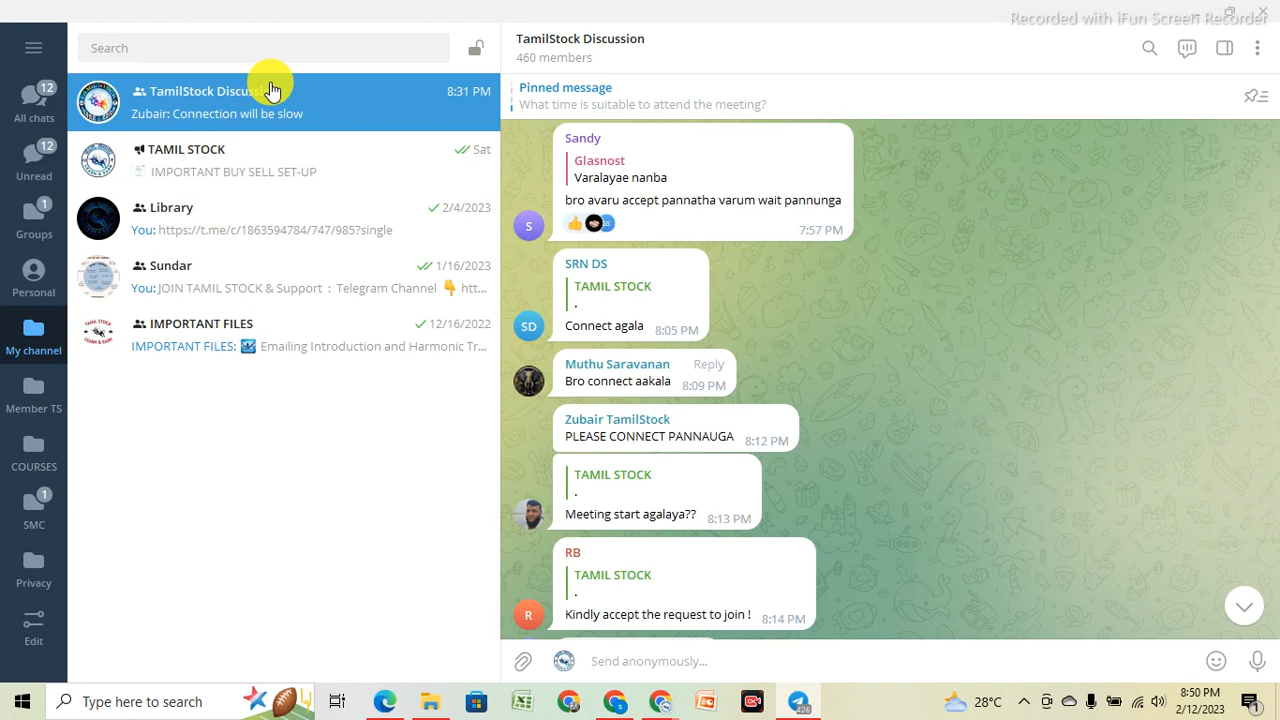 Recorded with iFun Screen Recorder
Search
12
All chats
12
Unread
1
Groups
Personal
My channel
Member TS
COURSES
1
SMC
Privacy
Edit
8:31 PM
Zubair: Connection will be slow
TAMIL STOCK
Sat
IMPORTANT BUY SELL SET-UP
Library
2/4/2023
You: https://t.me/c/1863594784/747/985?single
Sundar
1/16/2023
You: JOIN TAMIL STOCK & Support : Telegram Channel 👇 htt...
IMPORTANT FILES
12/16/2022
IMPORTANT FILES: Emailing Introduction and Harmonic Tr...
TamilStock Discussion
460 members
Pinned message
What time is suitable to attend the meeting?
Sandy
Glasnost
Varalayae nanba
bro avaru accept pannatha varum wait pannunga
7:57 PM
S
SRN DS
TAMIL STOCK
.
Connect agala 8:05 PM
SD
Muthu Saravanan Reply
Bro connect aakala 8:09 PM
Zubair TamilStock
PLEASE CONNECT PANNAUGA 8:12 PM
TAMIL STOCK
.
Meeting start agalaya?? 8:13 PM
RB
TAMIL STOCK
.
Kindly accept the request to join ! 8:14 PM
R
Send anonymously...
Type here to search
426
28°C
8:50 PM
2/12/2023
1